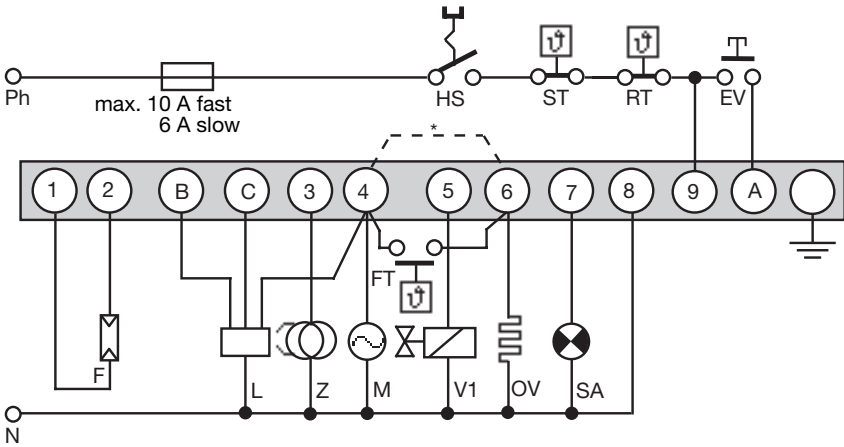 ϑ
ϑ
Ph
max. 10 A fast
6 A slow
HS
ST
RT
EV
*
1
2
B
C
3
4
5
6
7
8
9
A
FT
ϑ
F
L
Z
M
V1
OV
SA
N